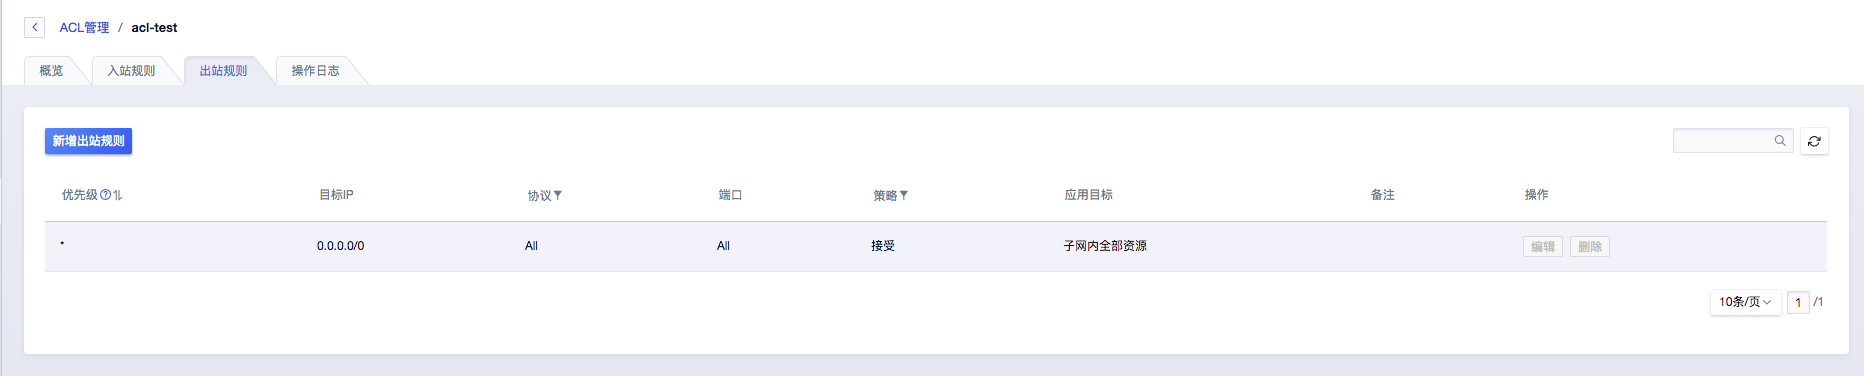 ACL管理 / acl-test
概览 入站规则 出站规则 操作日志
新增出站规则
优先级 目标IP 协议 端口 策略 应用目标 备注 操作
* 0.0.0.0/0 All All 接受 子网内全部资源 编辑 删除
10条/页 1 /1